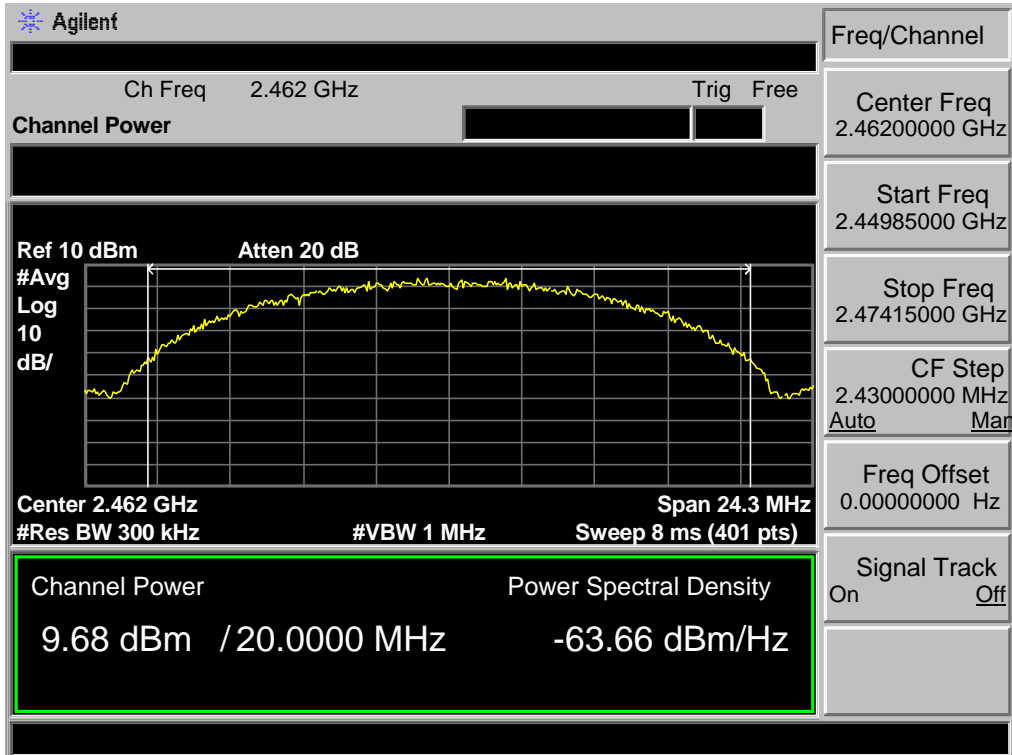 Agilent
Ch Freq 2.462 GHz Trig Free
Channel Power
Ref 10 dBm Atten 20 dB
#Avg
Log
10
dB/
Center 2.462 GHz Span 24.3 MHz
#Res BW 300 kHz #VBW 1 MHz Sweep 8 ms (401 pts)
Channel Power Power Spectral Density
9.68 dBm / 20.0000 MHz -63.66 dBm/Hz
Freq/Channel
Center Freq
2.46200000 GHz
Start Freq
2.44985000 GHz
Stop Freq
2.47415000 GHz
CF Step
2.43000000 MHz
Auto Man
Freq Offset
0.00000000 Hz
Signal Track
On Off